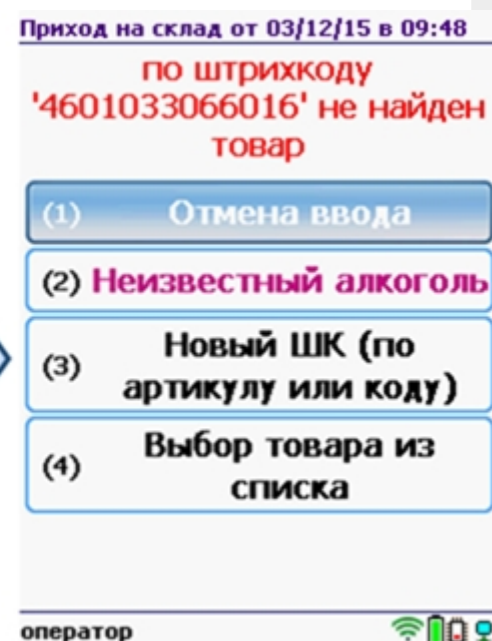 Приход на склад от 03/12/15 в 09:48
по штрихкоду
'4601033066016' не найден
товар
(1) Отмена ввода
(2) Неизвестный алкоголь
(3) Новый ШК (по
артикулу или коду)
(4) Выбор товара из
списка
оператор